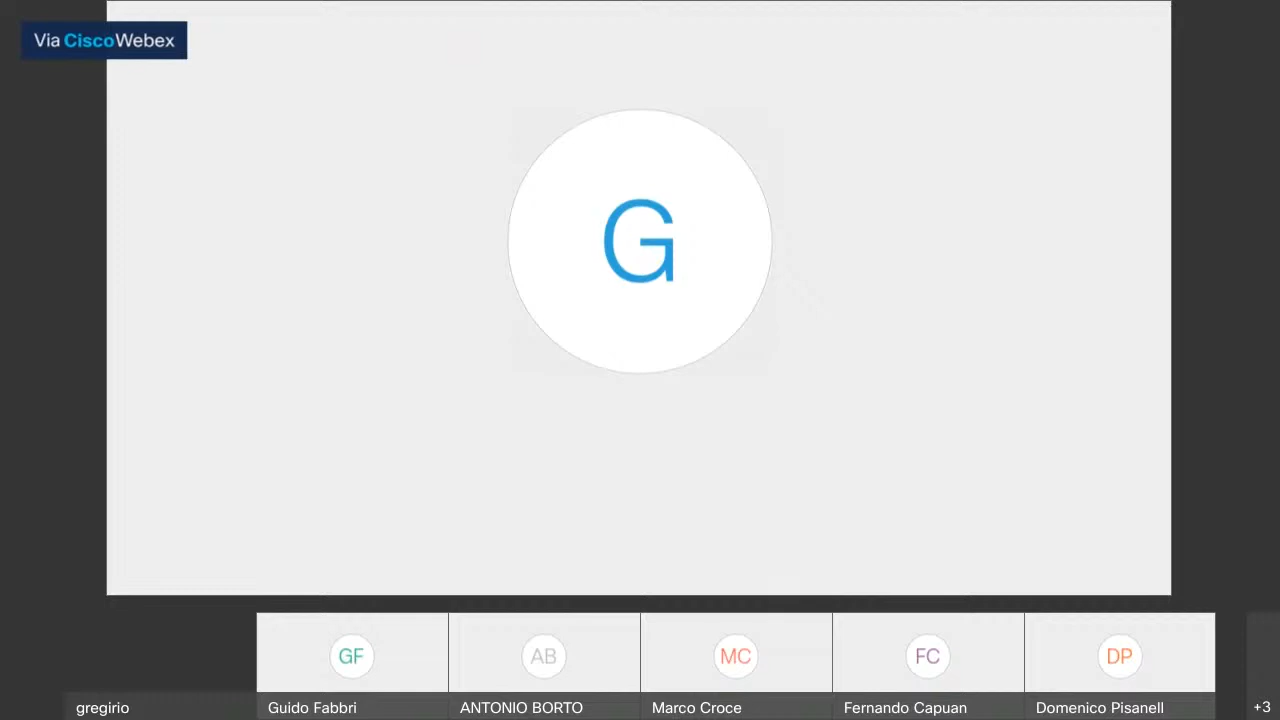 Via CiscoWebex
G
GF
AB
MC
FC
DP
gregirio
Guido Fabbri
ANTONIO BORTO
Marco Croce
Fernando Capuan
Domenico Pisanell
+3